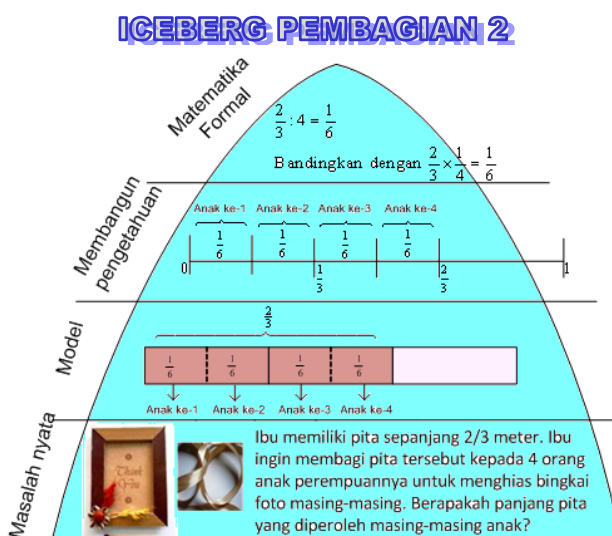 ICEBERG PEMBAGIAN 2
Matematika
Formal
2/3 : 4 = 1/6
Bandingkan dengan 2/3 × 1/4 = 1/6
Membangun
pengetahuan
Anak ke-1 Anak ke-2 Anak ke-3 Anak ke-4
1/6 1/6 1/6 1/6
0 1/3 2/3 1
Model
2/3
1/6 1/6 1/6 1/6
Anak ke-1 Anak ke-2 Anak ke-3 Anak ke-4
Masalah nyata
Thank
You
Ibu memiliki pita sepanjang 2/3 meter. Ibu
ingin membagi pita tersebut kepada 4 orang
anak perempuannya untuk menghias bingkai
foto masing-masing. Berapakah panjang pita
yang diperoleh masing-masing anak?